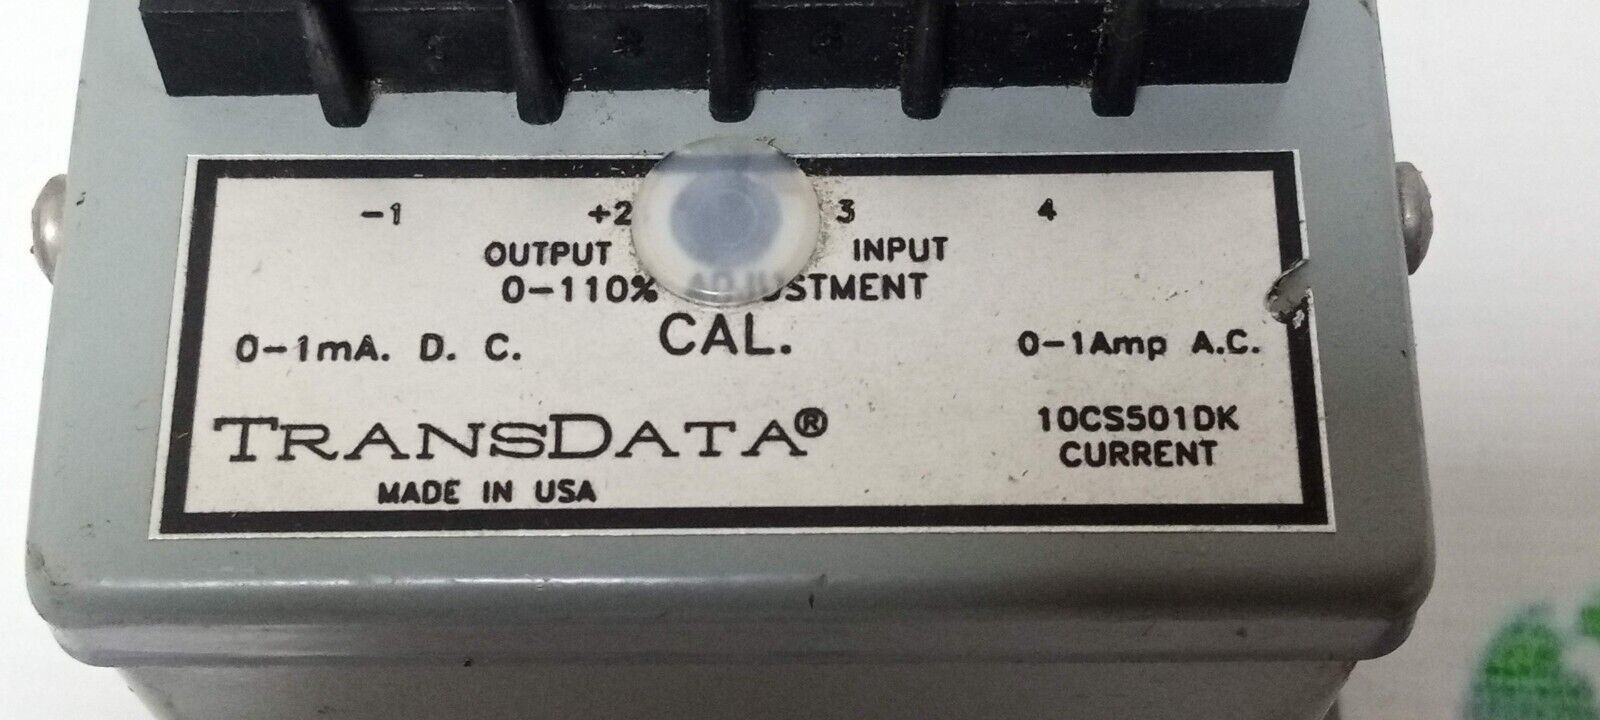 -1 +2 3 4
OUTPUT INPUT
0-110% ADJUSTMENT
CAL.
0-1mA. D. C. 0-1Amp A.C.
TRANSDATA®
10CS501DK
CURRENT
MADE IN USA